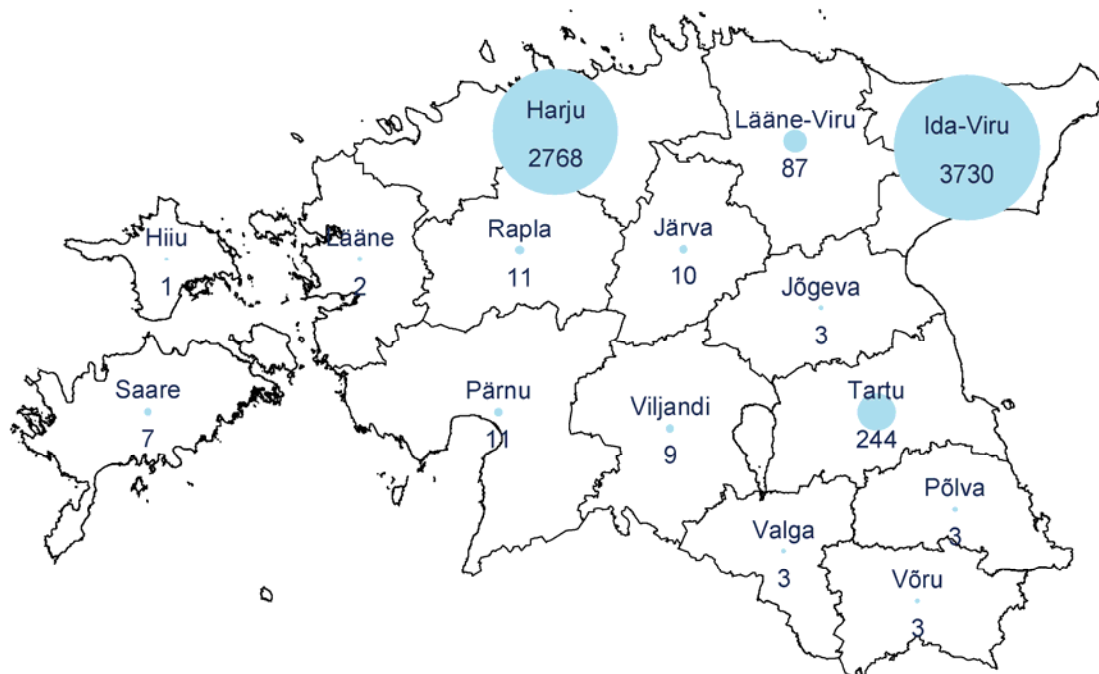 Harju
2768
Lääne-Viru
87
Ida-Viru
3730
Hiiu
1
Lääne
2
Rapla
11
Järva
10
Jõgeva
3
Saare
7
Pärnu
11
Viljandi
9
Tartu
244
Põlva
3
Valga
3
Võru
3